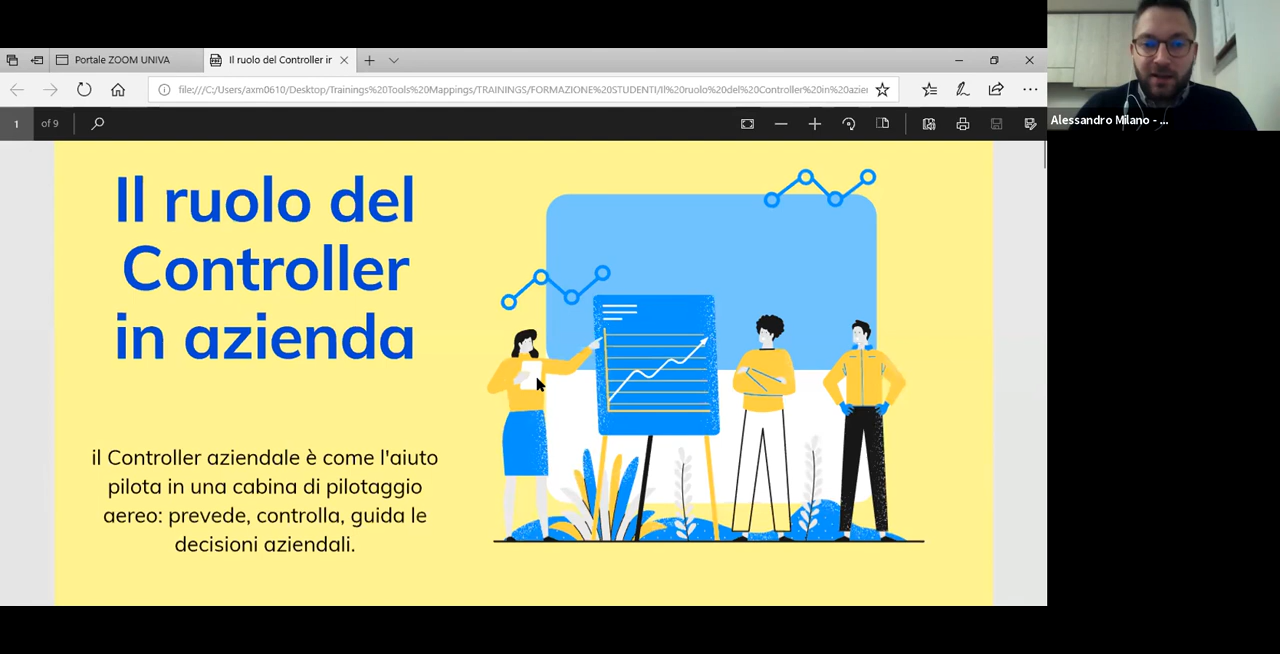 Portale ZOOM UNIVA
Il ruolo del Controller ir
file:///C:/Users/axm0610/Desktop/Trainings%20Tools%20Mappings/TRAININGS/FORMAZIONE%20STUDENTI/Il%20ruolo%20del%20Controller%20in%20azier
1 of 9
Alessandro Milano - ...
Il ruolo del
Controller
in azienda
il Controller aziendale è come l'aiuto
pilota in una cabina di pilotaggio
aereo: prevede, controlla, guida le
decisioni aziendali.